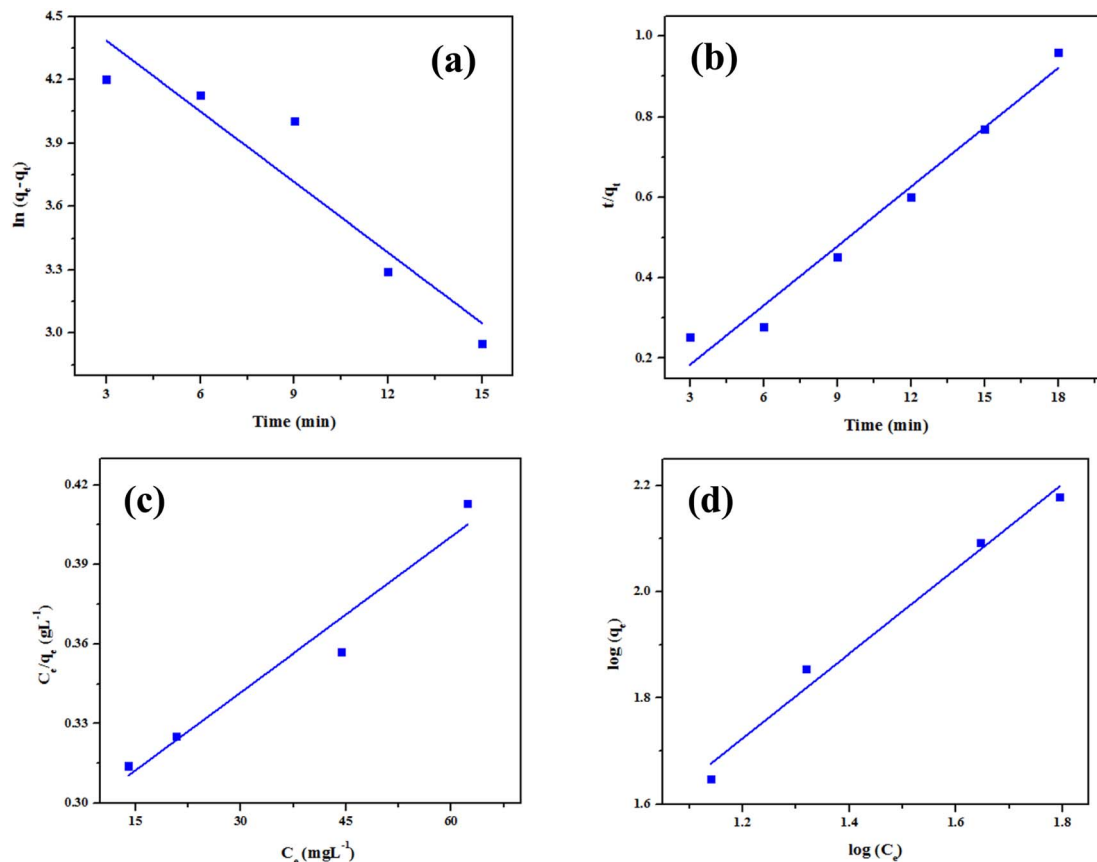 (a)
4.5
4.2
3.9
3.6
3.3
3.0
ln (qₑ-qₜ)
3 6 9 12 15
Time (min)
(b)
1.0
0.8
0.6
0.4
0.2
t/qₜ
3 6 9 12 15 18
Time (min)
(c)
0.42
0.39
0.36
0.33
0.30
Cₑ/qₑ (gL⁻¹)
15 30 45 60
Cₑ (mgL⁻¹)
(d)
2.2
2.0
1.8
1.6
log (qₑ)
1.2 1.4 1.6 1.8
log (Cₑ)